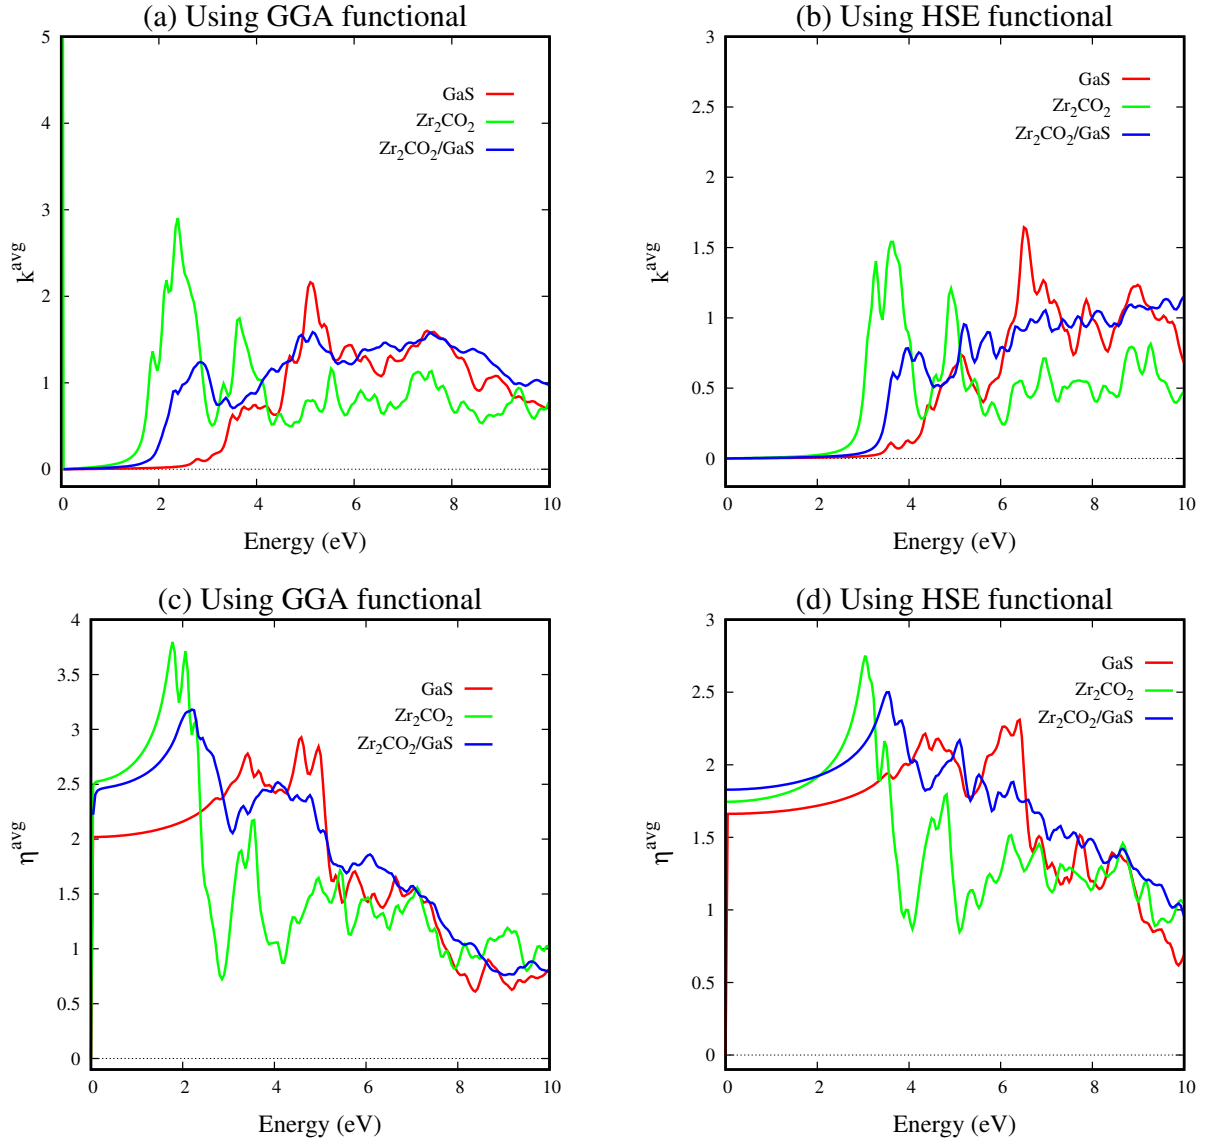 (a) Using GGA functional
5
4
3
2
1
0
k^avg
GaS
Zr₂CO₂
Zr₂CO₂/GaS
0 2 4 6 8 10
Energy (eV)
(b) Using HSE functional
3
2.5
2
1.5
1
0.5
0
k^avg
GaS
Zr₂CO₂
Zr₂CO₂/GaS
0 2 4 6 8 10
Energy (eV)
(c) Using GGA functional
4
3.5
3
2.5
2
1.5
1
0.5
0
η^avg
GaS
Zr₂CO₂
Zr₂CO₂/GaS
0 2 4 6 8 10
Energy (eV)
(d) Using HSE functional
3
2.5
2
1.5
1
0.5
0
η^avg
GaS
Zr₂CO₂
Zr₂CO₂/GaS
0 2 4 6 8 10
Energy (eV)